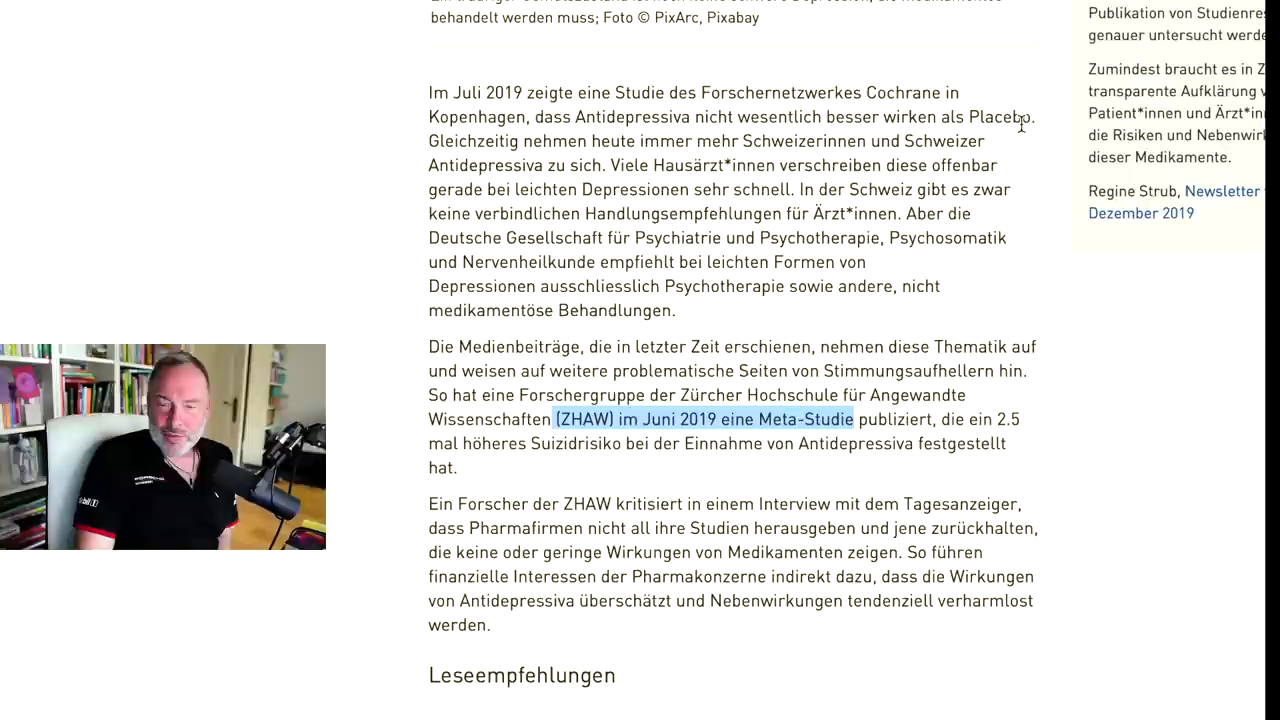 behandelt werden muss; Foto © PixArc, Pixabay
Im Juli 2019 zeigte eine Studie des Forschernetzwerkes Cochrane in
Kopenhagen, dass Antidepressiva nicht wesentlich besser wirken als Placebo.
Gleichzeitig nehmen heute immer mehr Schweizerinnen und Schweizer
Antidepressiva zu sich. Viele Hausärzt*innen verschreiben diese offenbar
gerade bei leichten Depressionen sehr schnell. In der Schweiz gibt es zwar
keine verbindlichen Handlungsempfehlungen für Ärzt*innen. Aber die
Deutsche Gesellschaft für Psychiatrie und Psychotherapie, Psychosomatik
und Nervenheilkunde empfiehlt bei leichten Formen von
Depressionen ausschliesslich Psychotherapie sowie andere, nicht
medikamentöse Behandlungen.
Die Medienbeiträge, die in letzter Zeit erschienen, nehmen diese Thematik auf
und weisen auf weitere problematische Seiten von Stimmungsaufhellern hin.
So hat eine Forschergruppe der Zürcher Hochschule für Angewandte
Wissenschaften (ZHAW) im Juni 2019 eine Meta-Studie publiziert, die ein 2.5
mal höheres Suizidrisiko bei der Einnahme von Antidepressiva festgestellt
hat.
Ein Forscher der ZHAW kritisiert in einem Interview mit dem Tagesanzeiger,
dass Pharmafirmen nicht all ihre Studien herausgeben und jene zurückhalten,
die keine oder geringe Wirkungen von Medikamenten zeigen. So führen
finanzielle Interessen der Pharmakonzerne indirekt dazu, dass die Wirkungen
von Antidepressiva überschätzt und Nebenwirkungen tendenziell verharmlost
werden.
Leseempfehlungen
Publikation von
genauer untersucht
Zumindest braucht es in
transparente Aufklärung
Patient*innen und
die Risiken und
dieser Medikamente.
Regine Strub, Newsletter
Dezember 2019